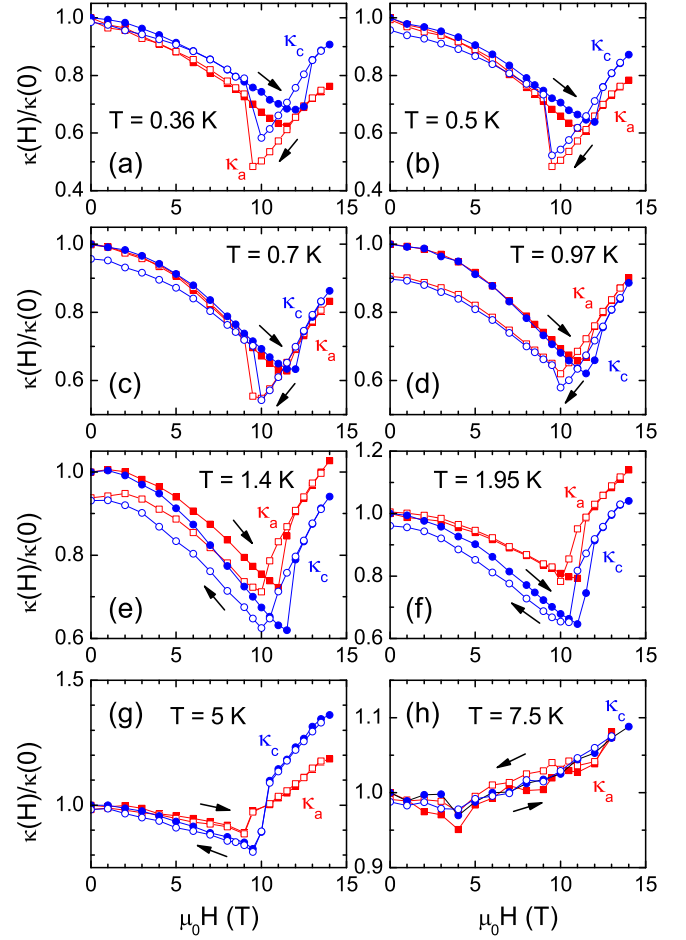 1.0
0.8
0.6
0.4
κ(H)/κ(0)
T = 0.36 K
(a)
κc
κa
0 5 10 15
1.0
0.8
0.6
0.4
T = 0.5 K
(b)
κc
κa
0 5 10 15
1.0
0.8
0.6
κ(H)/κ(0)
T = 0.7 K
(c)
κc
κa
0 5 10 15
1.0
0.8
0.6
T = 0.97 K
(d)
κa
κc
0 5 10 15
1.0
0.8
0.6
κ(H)/κ(0)
T = 1.4 K
(e)
κa
κc
0 5 10 15
1.2
1.0
0.8
0.6
T = 1.95 K
(f)
κa
κc
0 5 10 15
1.5
1.0
κ(H)/κ(0)
(g)
T = 5 K
κc
κa
0 5 10 15
μ0H (T)
1.1
1.0
0.9
(h)
T = 7.5 K
κc
κa
0 5 10 15
μ0H (T)